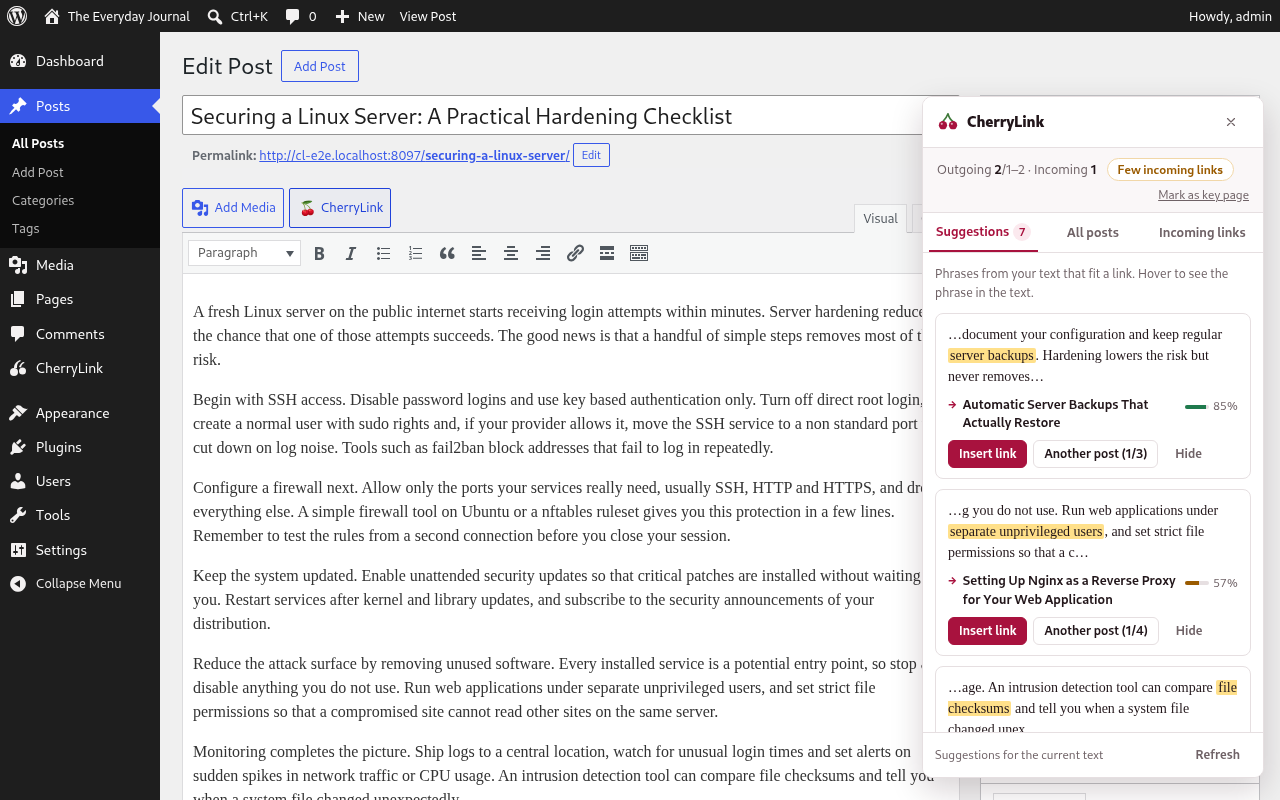 The Everyday Journal
Ctrl+K
0
New
View Post
Howdy, admin
Dashboard
Posts
All Posts
Add Post
Categories
Tags
Media
Pages
Comments
CherryLink
Appearance
Plugins
Users
Tools
Settings
Collapse Menu
Edit Post
Add Post
Securing a Linux Server: A Practical Hardening Checklist
Permalink: http://cl-e2e.localhost:8097/securing-a-linux-server/
Edit
Add Media
CherryLink
Visual
Paragraph
A fresh Linux server on the public internet starts receiving login attempts within minutes. Server hardening reduce
the chance that one of those attempts succeeds. The good news is that a handful of simple steps removes most of t
risk.
Begin with SSH access. Disable password logins and use key based authentication only. Turn off direct root login,
create a normal user with sudo rights and, if your provider allows it, move the SSH service to a non standard port
cut down on log noise. Tools such as fail2ban block addresses that fail to log in repeatedly.
Configure a firewall next. Allow only the ports your services really need, usually SSH, HTTP and HTTPS, and dr
everything else. A simple firewall tool on Ubuntu or a nftables ruleset gives you this protection in a few lines.
Remember to test the rules from a second connection before you close your session.
Keep the system updated. Enable unattended security updates so that critical patches are installed without waiting
you. Restart services after kernel and library updates, and subscribe to the security announcements of your
distribution.
Reduce the attack surface by removing unused software. Every installed service is a potential entry point, so stop
disable anything you do not use. Run web applications under separate unprivileged users, and set strict file
permissions so that a compromised site cannot read other sites on the same server.
Monitoring completes the picture. Ship logs to a central location, watch for unusual login times and set alerts on
sudden spikes in network traffic or CPU usage. An intrusion detection tool can compare file checksums and tell you
when a system file changed unexpectedly.
CherryLink
Outgoing 2/1–2 · Incoming 1
Few incoming links
Mark as key page
Suggestions 7
All posts
Incoming links
Phrases from your text that fit a link. Hover to see the
phrase in the text.
…document your configuration and keep regular
server backups. Hardening lowers the risk but
never removes…
→ Automatic Server Backups That
Actually Restore
85%
Insert link
Another post (1/3)
Hide
…g you do not use. Run web applications under
separate unprivileged users, and set strict file
permissions so that a c…
→ Setting Up Nginx as a Reverse Proxy
for Your Web Application
57%
Insert link
Another post (1/4)
Hide
…age. An intrusion detection tool can compare file
checksums and tell you when a system file
changed unex
Suggestions for the current text
Refresh